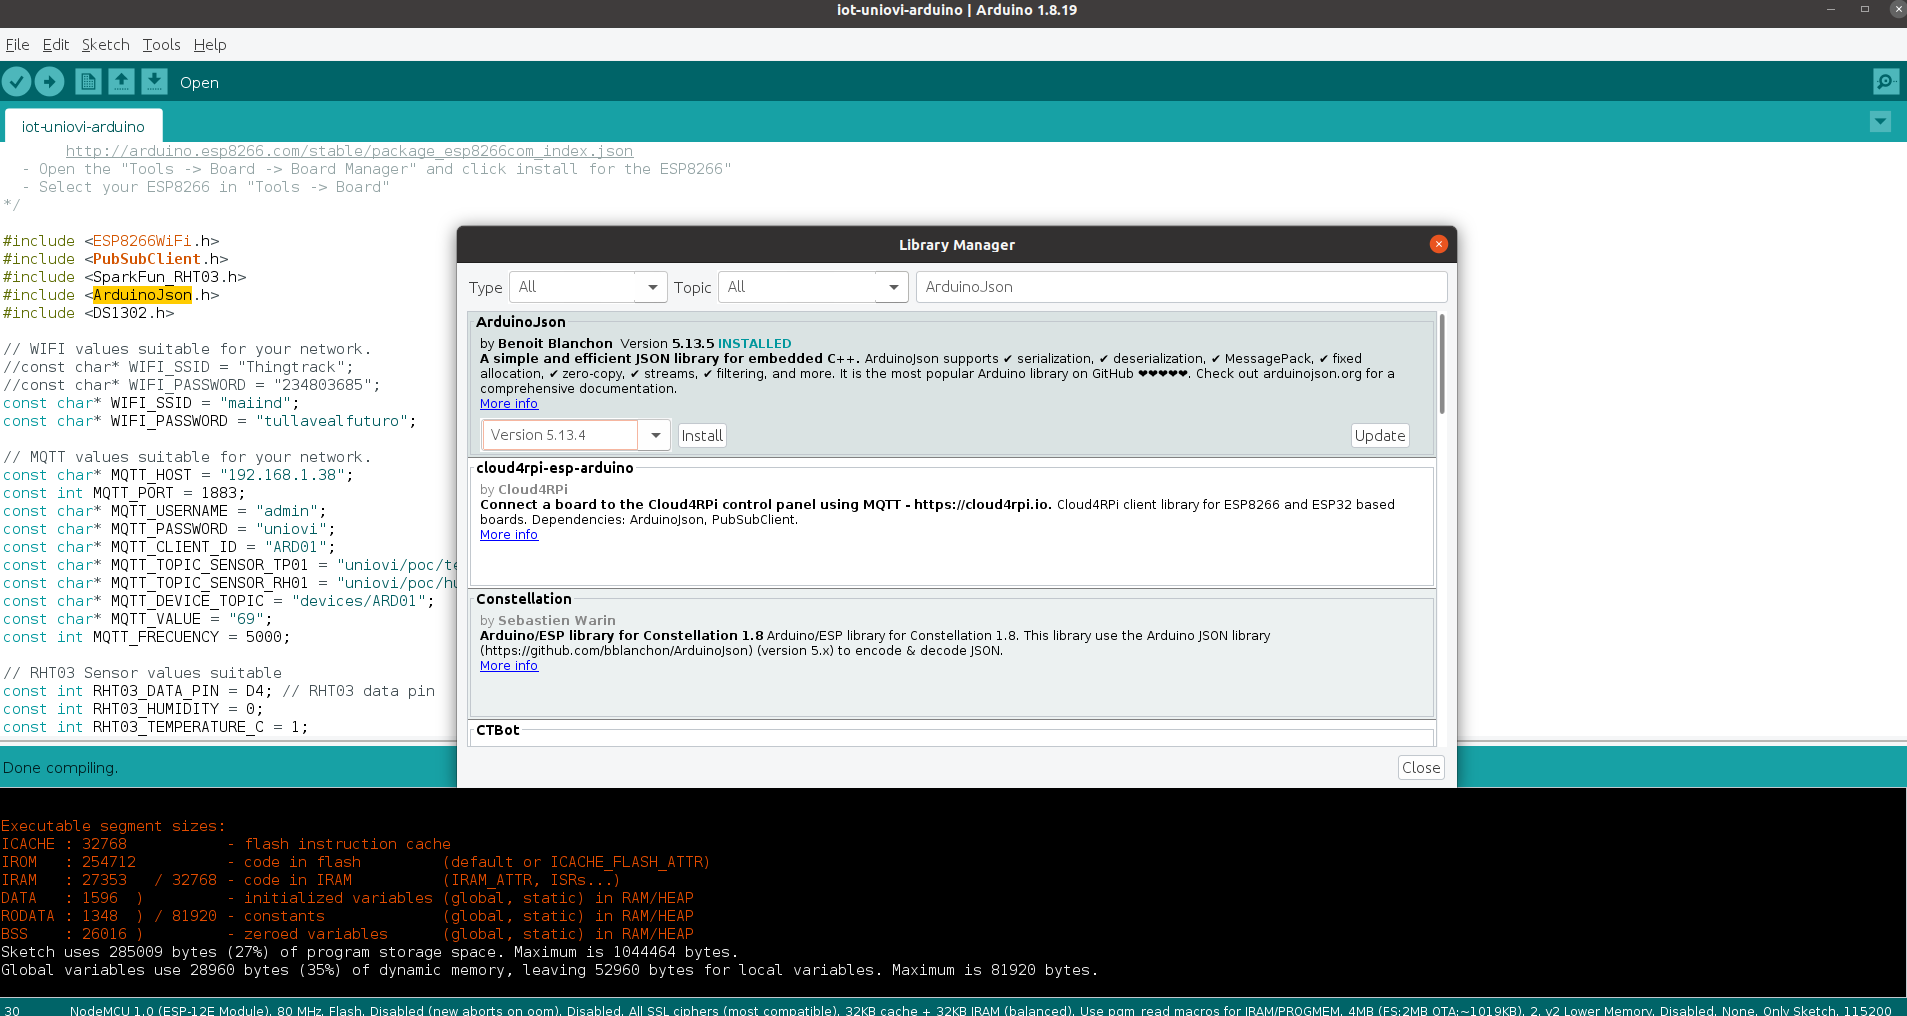 iot-uniovi-arduino | Arduino 1.8.19
File Edit Sketch Tools Help
Open
iot-uniovi-arduino
http://arduino.esp8266.com/stable/package_esp8266com_index.json
- Open the "Tools -> Board -> Board Manager" and click install for the ESP8266"
- Select your ESP8266 in "Tools -> Board"
*/
#include <ESP8266WiFi.h>
#include <PubSubClient.h>
#include <SparkFun_RHT03.h>
#include <ArduinoJson.h>
#include <DS1302.h>
// WIFI values suitable for your network.
//const char* WIFI_SSID = "Thingtrack";
//const char* WIFI_PASSWORD = "234803685";
const char* WIFI_SSID = "maiind";
const char* WIFI_PASSWORD = "tullavealfuturo";
// MQTT values suitable for your network.
const char* MQTT_HOST = "192.168.1.38";
const int MQTT_PORT = 1883;
const char* MQTT_USERNAME = "admin";
const char* MQTT_PASSWORD = "uniovi";
const char* MQTT_CLIENT_ID = "ARD01";
const char* MQTT_TOPIC_SENSOR_TP01 = "uniovi/poc/te
const char* MQTT_TOPIC_SENSOR_RH01 = "uniovi/poc/hu
const char* MQTT_DEVICE_TOPIC = "devices/ARD01";
const char* MQTT_VALUE = "69";
const int MQTT_FRECUENCY = 5000;
// RHT03 Sensor values suitable
const int RHT03_DATA_PIN = D4; // RHT03 data pin
const int RHT03_HUMIDITY = 0;
const int RHT03_TEMPERATURE_C = 1;
Library Manager
Type All Topic All ArduinoJson
ArduinoJson
by Benoit Blanchon Version 5.13.5 INSTALLED
A simple and efficient JSON library for embedded C++. ArduinoJson supports ✔ serialization, ✔ deserialization, ✔ MessagePack, ✔ fixed
allocation, ✔ zero-copy, ✔ streams, ✔ filtering, and more. It is the most popular Arduino library on GitHub ❤❤❤❤❤. Check out arduinojson.org for a
comprehensive documentation.
More info
Version 5.13.4 Install Update
cloud4rpi-esp-arduino
by Cloud4RPi
Connect a board to the Cloud4RPi control panel using MQTT - https://cloud4rpi.io. Cloud4RPi client library for ESP8266 and ESP32 based
boards. Dependencies: ArduinoJson, PubSubClient.
More info
Constellation
by Sebastien Warin
Arduino/ESP library for Constellation 1.8 Arduino/ESP library for Constellation 1.8. This library use the Arduino JSON library
(https://github.com/bblanchon/ArduinoJson) (version 5.x) to encode & decode JSON.
More info
CTBot
Close
Done compiling.
Executable segment sizes:
ICACHE : 32768 - flash instruction cache
IROM : 254712 - code in flash (default or ICACHE_FLASH_ATTR)
IRAM : 27353 / 32768 - code in IRAM (IRAM_ATTR, ISRs...)
DATA : 1596 ) - initialized variables (global, static) in RAM/HEAP
RODATA : 1348 ) / 81920 - constants (global, static) in RAM/HEAP
BSS : 26016 ) - zeroed variables (global, static) in RAM/HEAP
Sketch uses 285009 bytes (27%) of program storage space. Maximum is 1044464 bytes.
Global variables use 28960 bytes (35%) of dynamic memory, leaving 52960 bytes for local variables. Maximum is 81920 bytes.
30 NodeMCU 1.0 (ESP-12E Module), 80 MHz, Flash, Disabled (new aborts on oom), Disabled, All SSL ciphers (most compatible), 32KB cache + 32KB IRAM (balanced), Use pgm_read macros for IRAM/PROGMEM, 4MB (FS:2MB OTA:~1019KB), 2, v2 Lower Memory, Disabled, None, Only Sketch, 115200